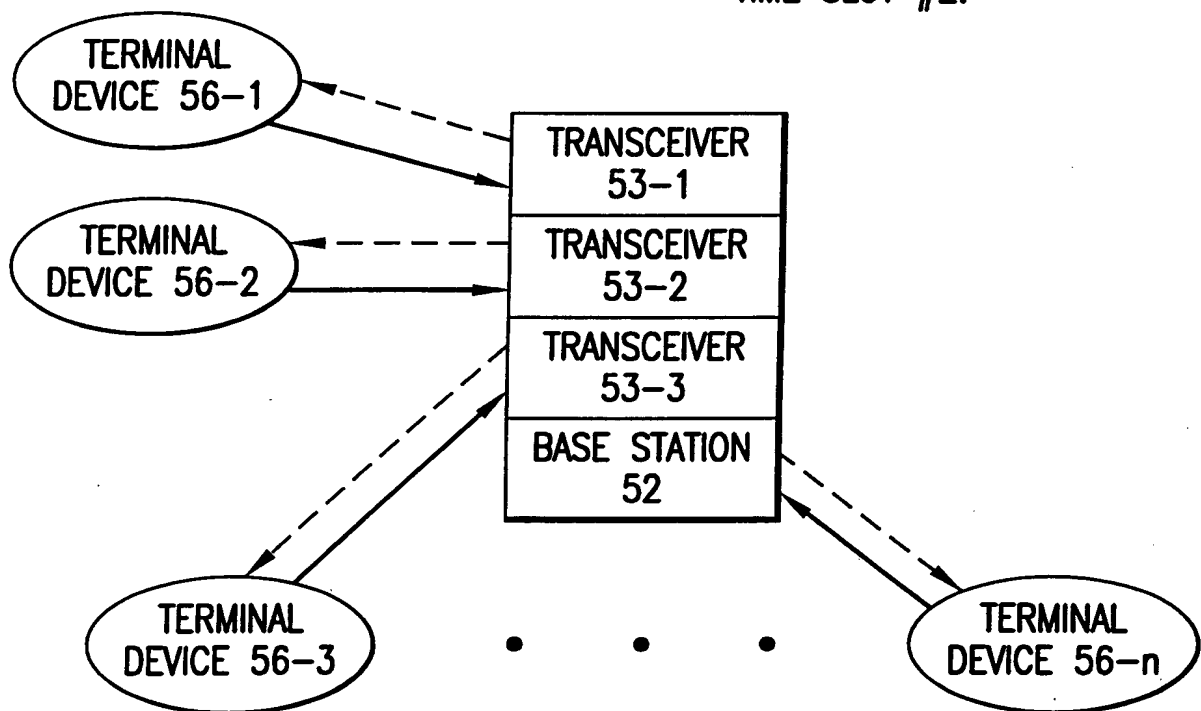 TERMINAL
DEVICE 56-1
TRANSCEIVER
53-1
TERMINAL
DEVICE 56-2
TRANSCEIVER
53-2
TRANSCEIVER
53-3
BASE STATION
52
TERMINAL
DEVICE 56-3
TERMINAL
DEVICE 56-n